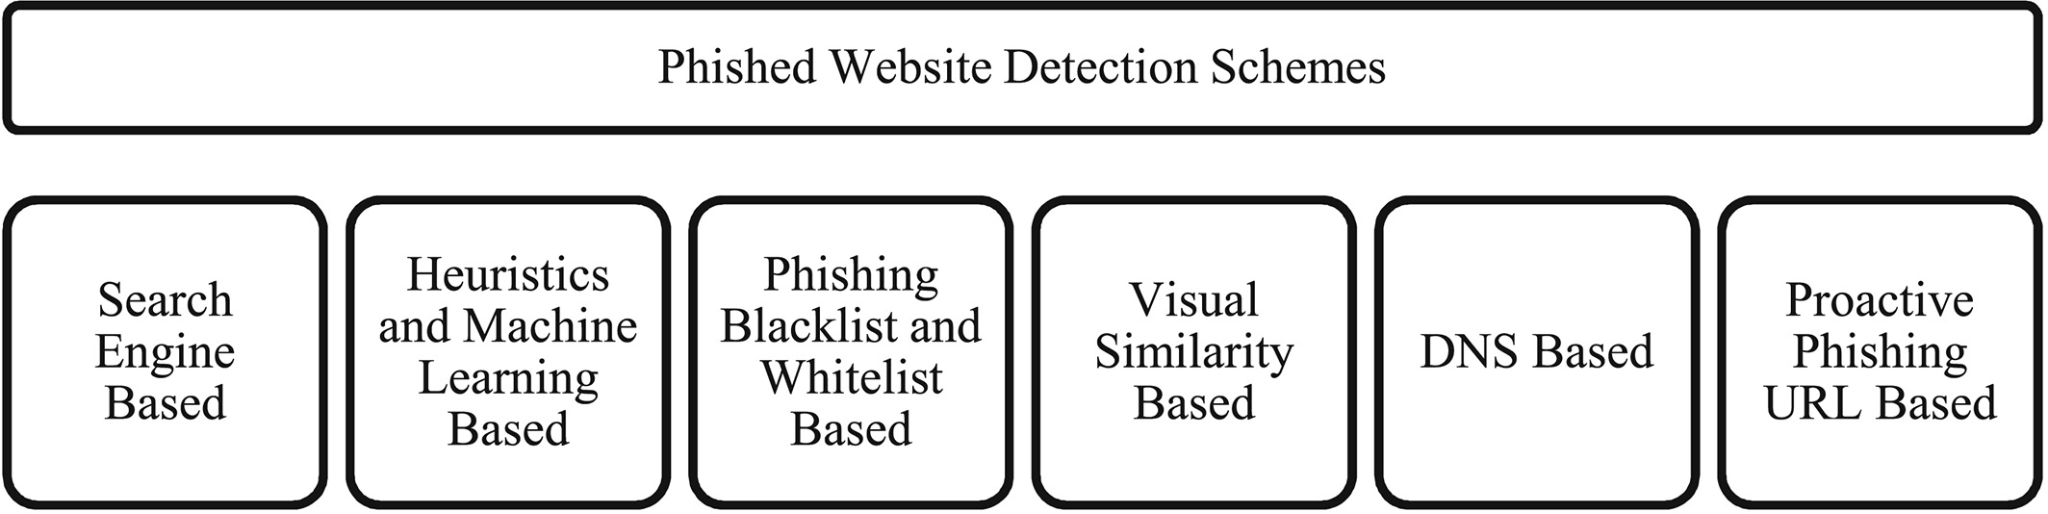 Phished Website Detection Schemes
Search
Engine
Based
Heuristics
and Machine
Learning
Based
Phishing
Blacklist and
Whitelist
Based
Visual
Similarity
Based
DNS Based
Proactive
Phishing
URL Based